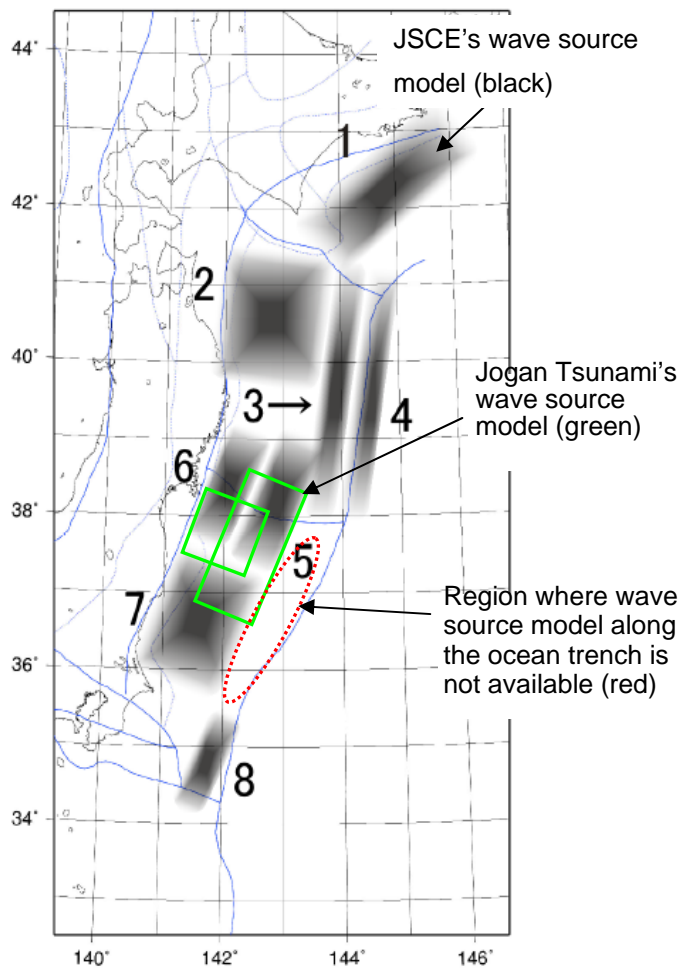 JSCE's wave source
model (black)
44°
1
42°
2
40°
Jogan Tsunami's
wave source
model (green)
3→
4
6
38°
5
7
Region where wave
source model along
the ocean trench is
not available (red)
36°
8
34°
140° 142° 144° 146°